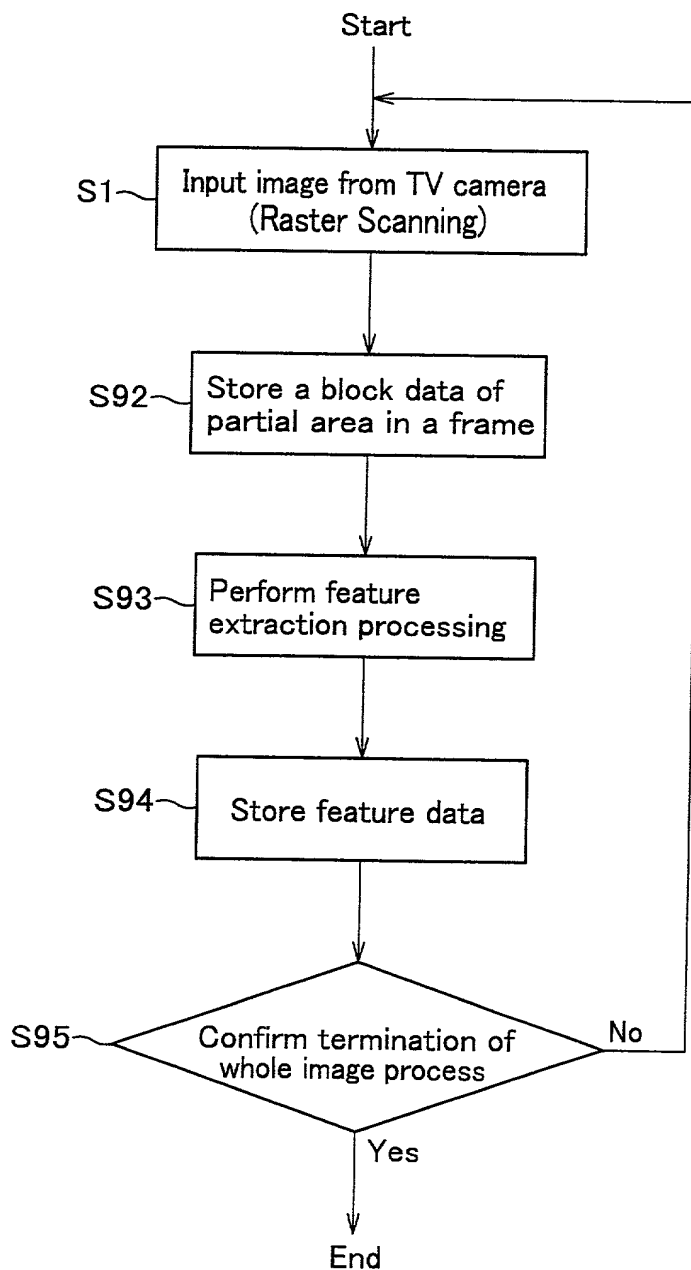 Start
S1
Input image from TV camera
(Raster Scanning)
S92
Store a block data of
partial area in a frame
S93
Perform feature
extraction processing
S94
Store feature data
S95
Confirm termination of
whole image process
No
Yes
End